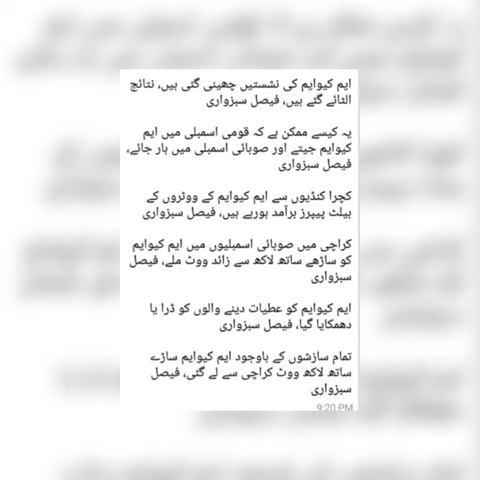 ایم کیوایم کی نشستیں چھینی گئی ہیں، نتائج
الٹائے گئے ہیں، فیصل سبزواری
یہ کیسے ممکن ہے کہ قومی اسمبلی میں ایم
کیوایم جیتے اور صوبائی اسمبلی میں ہار جائے،
فیصل سبزواری
کچرا کنڈیوں سے ایم کیوایم کے ووٹروں کے
بیلٹ پیپرز برآمد ہورہے ہیں، فیصل سبزواری
کراچی میں صوبائی اسمبلیوں میں ایم کیوایم
کو ساڑھے ساتھ لاکھ سے زائد ووٹ ملے، فیصل
سبزواری
ایم کیوایم کو عطیات دینے والوں کو ڈرا یا
دھمکایا گیا، فیصل سبزواری
تمام سازشوں کے باوجود ایم کیوایم ساڑے
ساتھ لاکھ ووٹ کراچی سے لے گئی، فیصل
سبزواری
9:20 PM